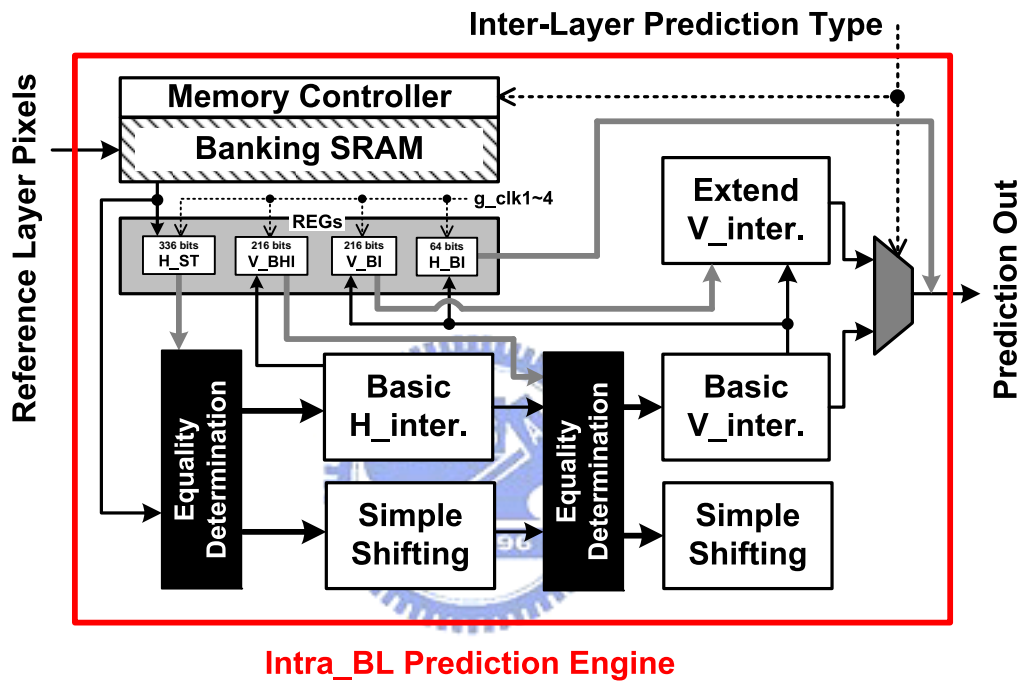 Inter-Layer Prediction Type
Reference Layer Pixels
Memory Controller
Banking SRAM
g_clk1~4
REGs
336 bits
H_ST
216 bits
V_BHI
216 bits
V_BI
64 bits
H_BI
Extend
V_inter.
Prediction Out
Equality
Determination
Basic
H_inter.
Equality
Determination
Basic
V_inter.
Simple
Shifting
Simple
Shifting
96
Intra_BL Prediction Engine